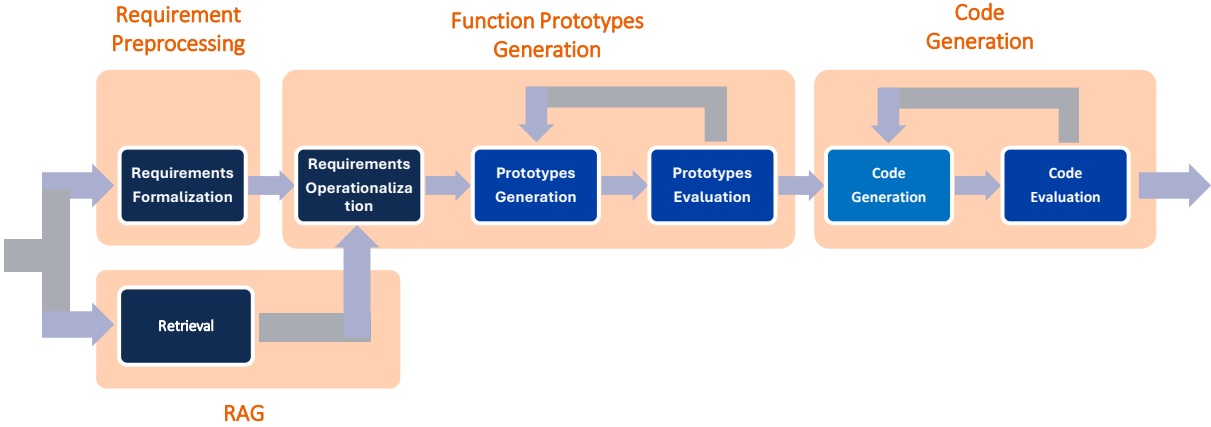 Requirement
Preprocessing
Function Prototypes
Generation
Code
Generation
Requirements
Formalization
Requirements
Operationaliza
tion
Prototypes
Generation
Prototypes
Evaluation
Code
Generation
Code
Evaluation
Retrieval
RAG